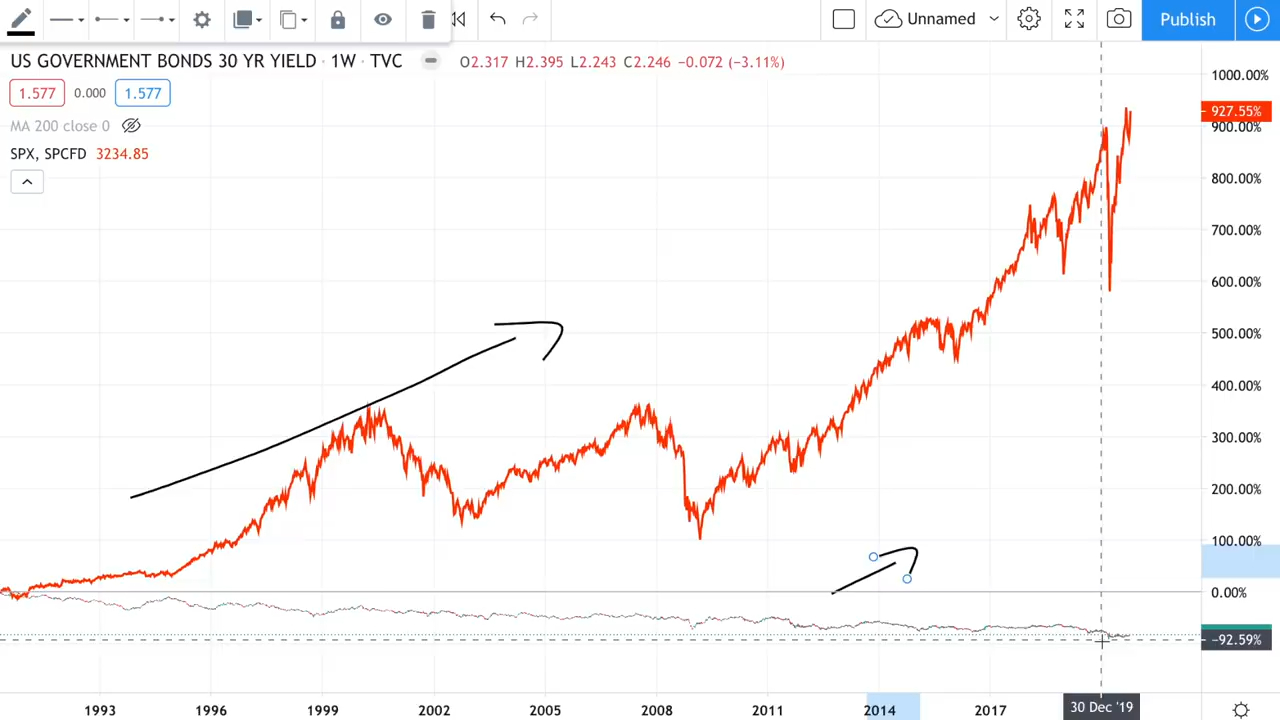 Unnamed
Publish
US GOVERNMENT BONDS 30 YR YIELD · 1W · TVC
O2.317 H2.395 L2.243 C2.246 −0.072 (−3.11%)
1.577 0.000 1.577
MA 200 close 0
SPX, SPCFD 3234.85
1000.00%
927.55%
900.00%
800.00%
700.00%
600.00%
500.00%
400.00%
300.00%
200.00%
100.00%
0.00%
−92.59%
1993 1996 1999 2002 2005 2008 2011 2014 2017 30 Dec '19